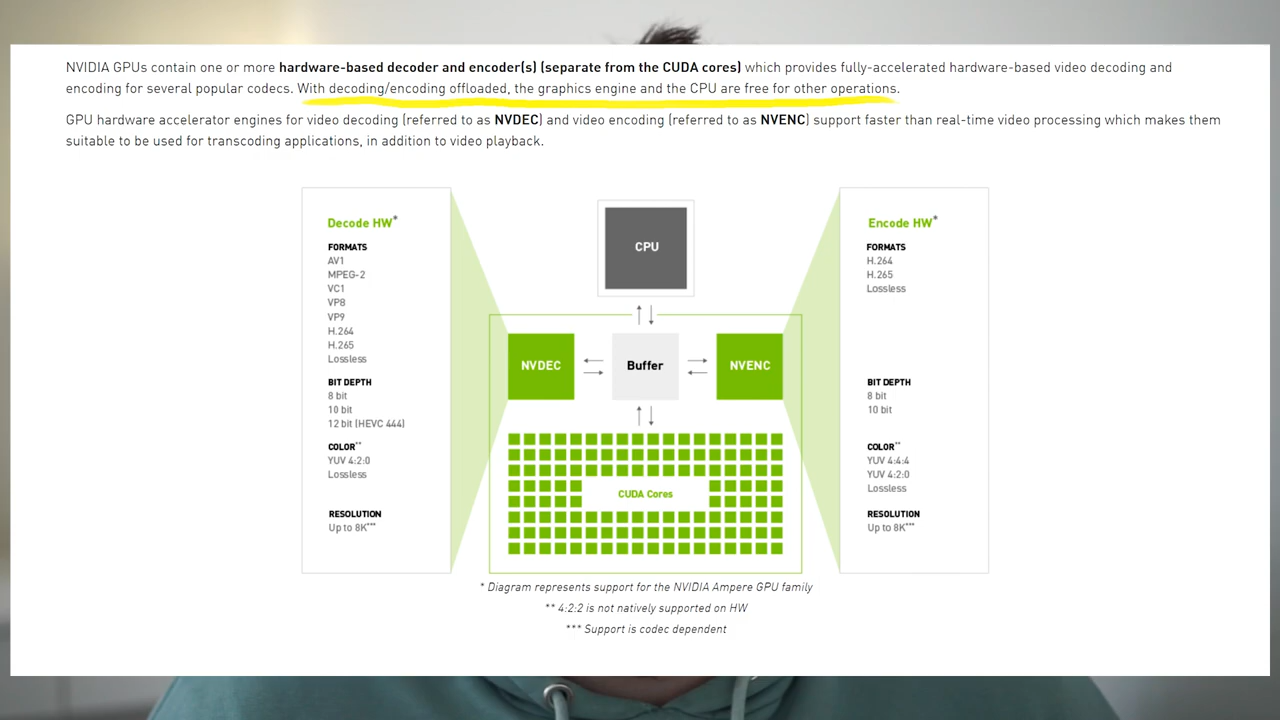 NVIDIA GPUs contain one or more hardware-based decoder and encoder(s) (separate from the CUDA cores) which provides fully-accelerated hardware-based video decoding and
encoding for several popular codecs. With decoding/encoding offloaded, the graphics engine and the CPU are free for other operations.
GPU hardware accelerator engines for video decoding (referred to as NVDEC) and video encoding (referred to as NVENC) support faster than real-time video processing which makes them
suitable to be used for transcoding applications, in addition to video playback.
Decode HW*
FORMATS
AV1
MPEG-2
VC1
VP8
VP9
H.264
H.265
Lossless
BIT DEPTH
8 bit
10 bit
12 bit (HEVC 444)
COLOR**
YUV 4:2:0
Lossless
RESOLUTION
Up to 8K***
CPU
NVDEC
Buffer
NVENC
CUDA Cores
Encode HW*
FORMATS
H.264
H.265
Lossless
BIT DEPTH
8 bit
10 bit
COLOR**
YUV 4:4:4
YUV 4:2:0
Lossless
RESOLUTION
Up to 8K***
* Diagram represents support for the NVIDIA Ampere GPU family
** 4:2:2 is not natively supported on HW
*** Support is codec dependent